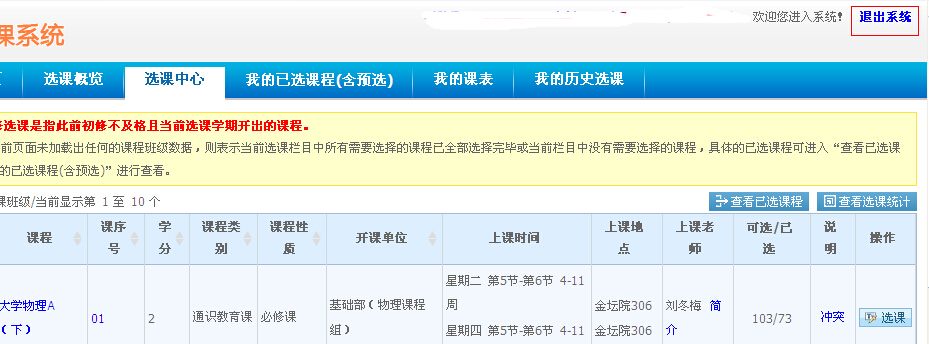 欢迎您进入系统! 退出系统
课系统
选课概览 选课中心 我的已选课程(含预选) 我的课表 我的历史选课
修选课是指此前初修不及格且当前选课学期开出的课程。
前页面未加载出任何的课程班级数据，则表示当前选课栏目中所有需要选择的课程已全部选择完毕或当前栏目中没有需要选择的课程，具体的已选课程可进入“查看已选课
的已选课程(含预选)”进行查看。
课班级/当前显示第 1 至 10 个 查看已选课程 查看选课统计
课程 课序号 学分 课程类别 课程性质 开课单位 上课时间 上课地点 上课老师 可选/已选 说明 操作
大学物理A
（下）
01
2
通识教育课
必修课
基础部（物理课程
组）
星期二 第5节-第6节 4-11
周
星期四 第5节-第6节 4-11
金坛院306
金坛院306
刘冬梅 简
介
103/73
冲突
选课